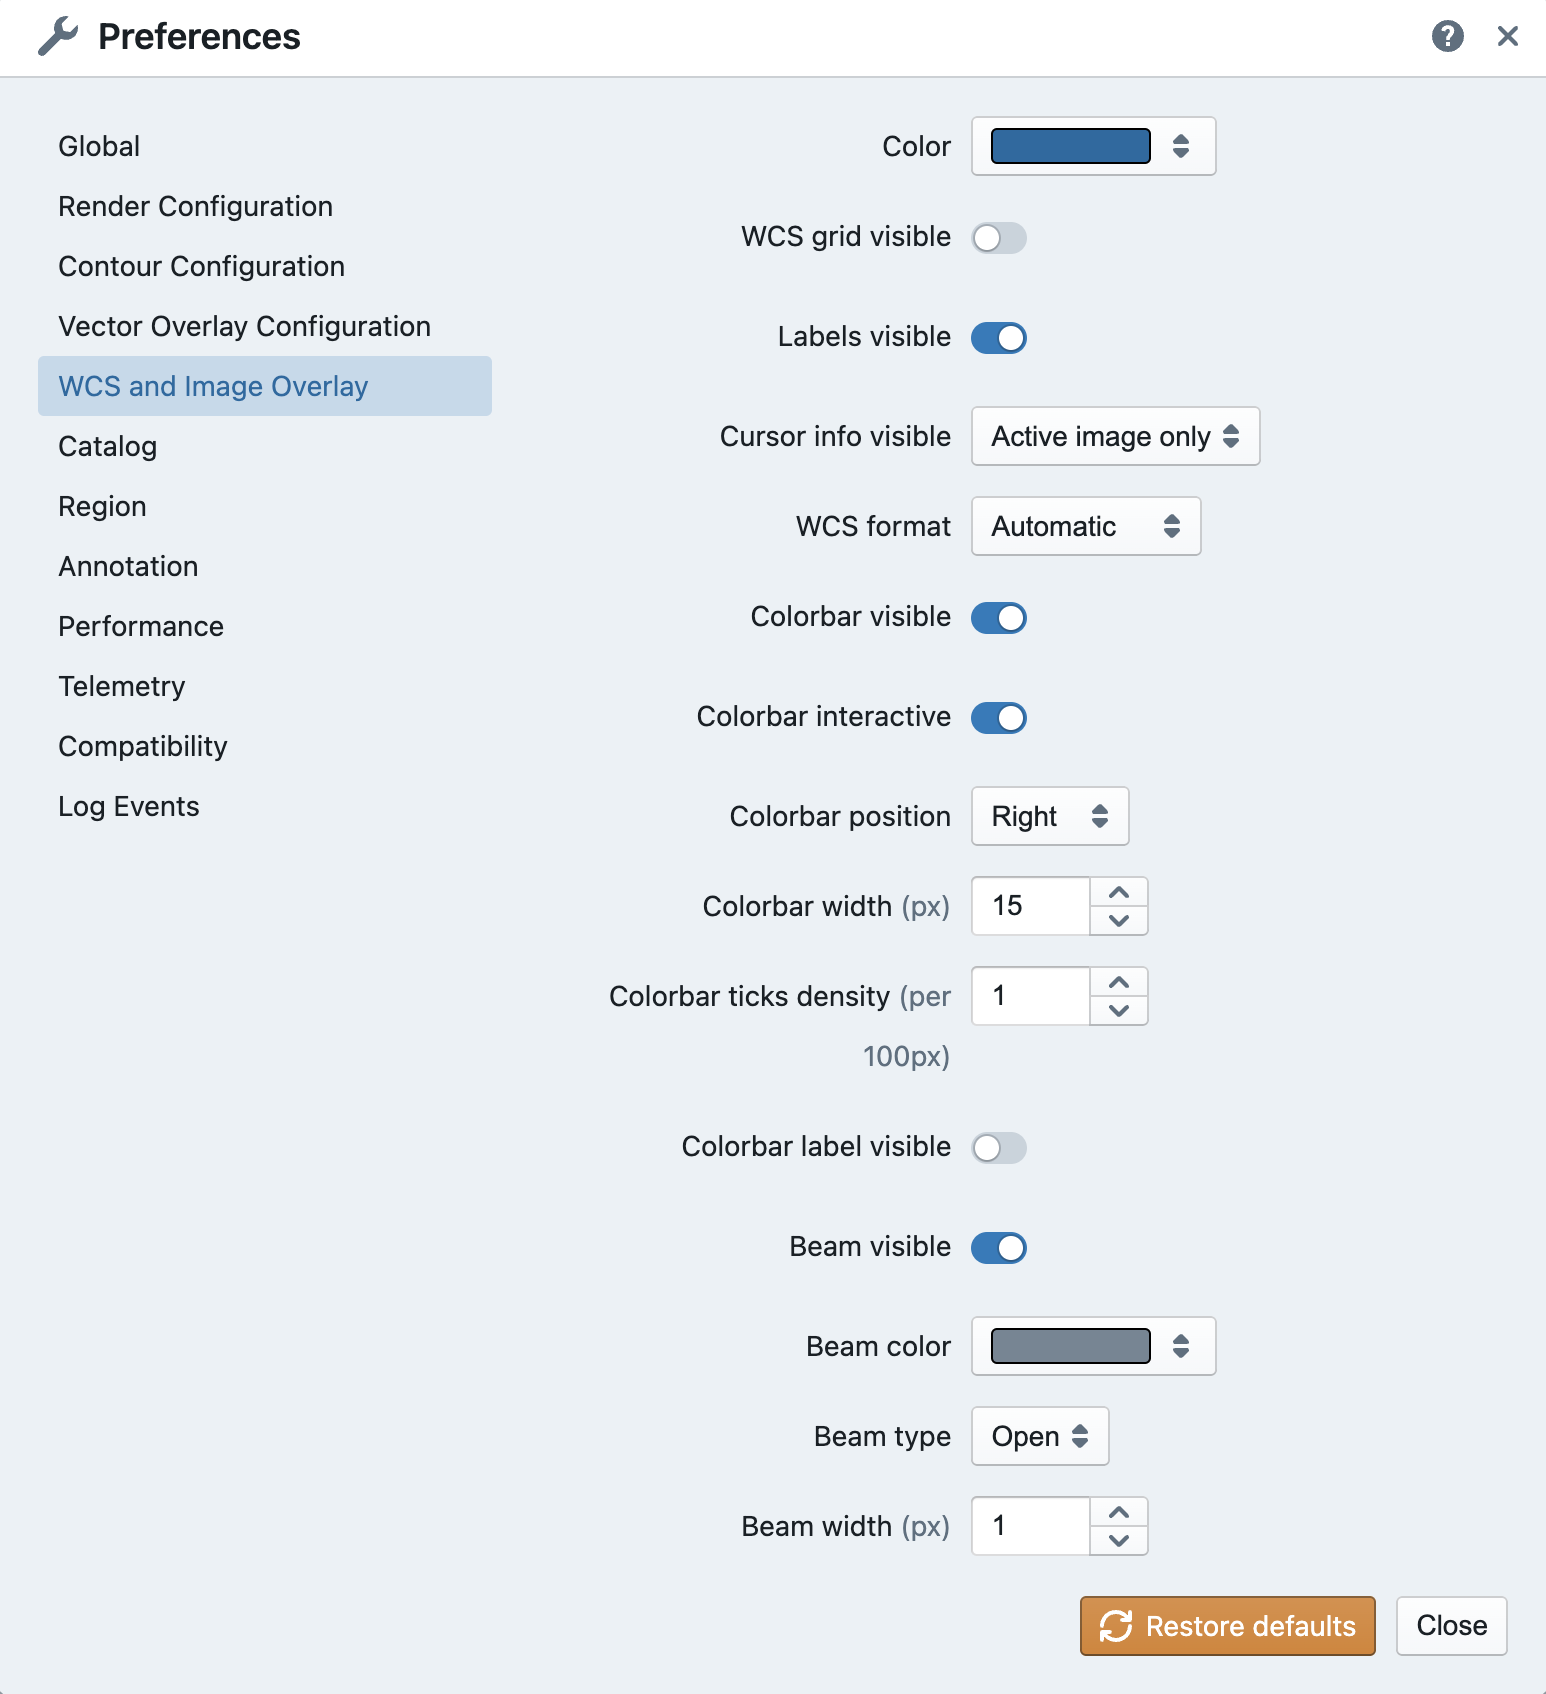 Preferences
Global
Render Configuration
Contour Configuration
Vector Overlay Configuration
WCS and Image Overlay
Catalog
Region
Annotation
Performance
Telemetry
Compatibility
Log Events
Color
WCS grid visible
Labels visible
Cursor info visible Active image only
WCS format Automatic
Colorbar visible
Colorbar interactive
Colorbar position Right
Colorbar width (px) 15
Colorbar ticks density (per 1
100px)
Colorbar label visible
Beam visible
Beam color
Beam type Open
Beam width (px) 1
Restore defaults Close